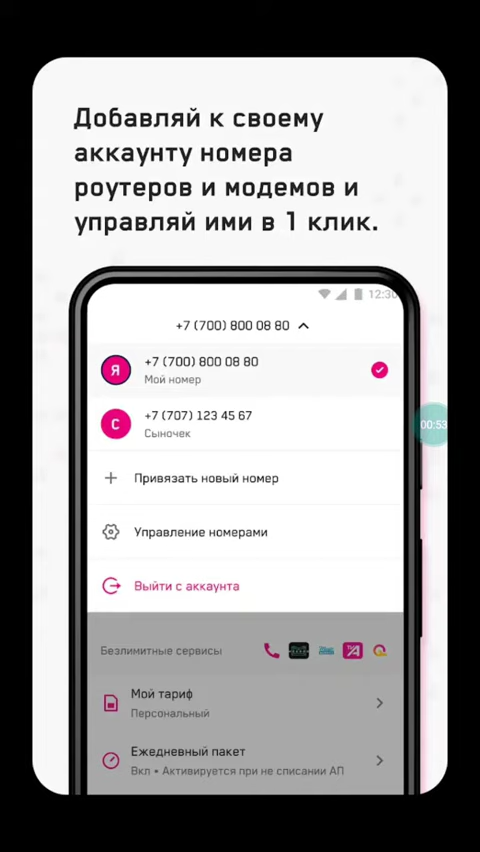 Добавляй к своему
аккаунту номера
роутеров и модемов и
управляй ими в 1 клик.
12:30
+7 (700) 800 08 80
Я
+7 (700) 800 08 80
Мой номер
С
+7 (707) 123 45 67
Сыночек
00:53
Привязать новый номер
Управление номерами
Выйти с аккаунта
Безлимитные сервисы
Мой тариф
Персональный
Ежедневный пакет
Вкл • Активируется при не списании АП